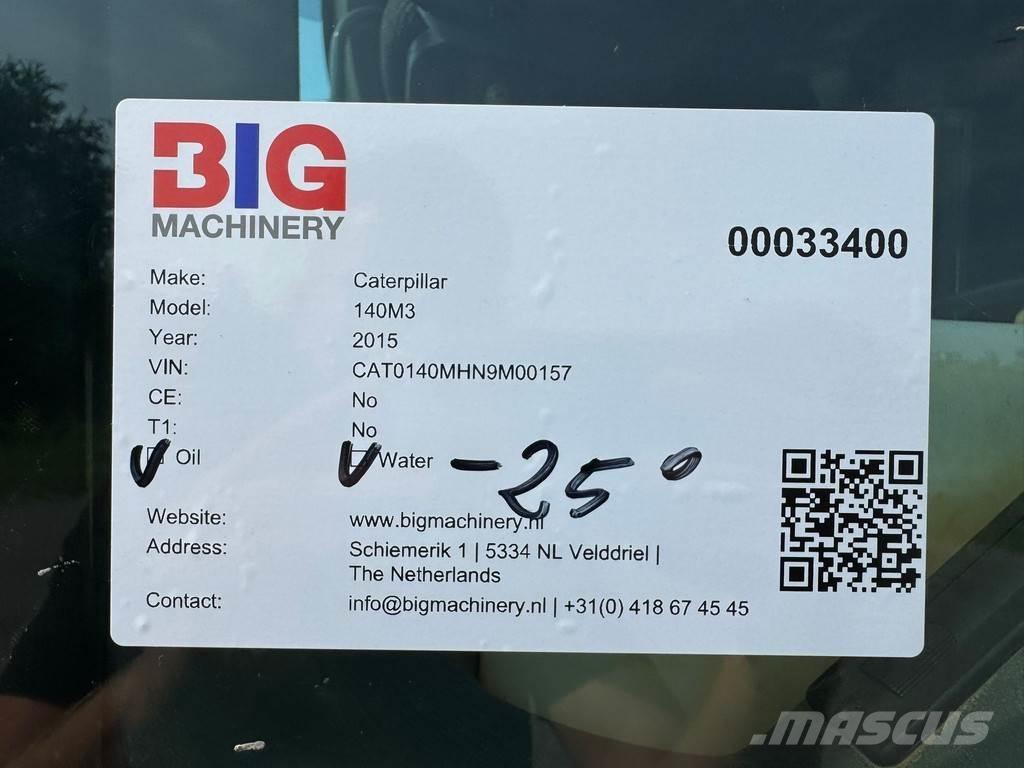 BIG
MACHINERY
00033400
Make: Caterpillar
Model: 140M3
Year: 2015
VIN: CAT0140MHN9M00157
CE: No
T1: No
V Oil V Water -25°
Website: www.bigmachinery.nl
Address: Schiemerik 1 | 5334 NL Velddriel |
The Netherlands
Contact: info@bigmachinery.nl | +31(0) 418 67 45 45
MASCUS